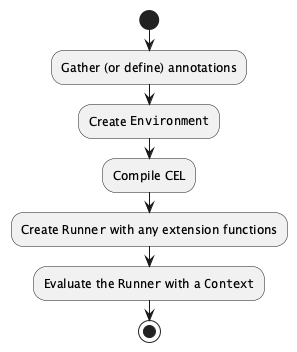 Gather (or define) annotations
Create Environment
Compile CEL
Create Runner with any extension functions
Evaluate the Runner with a Context